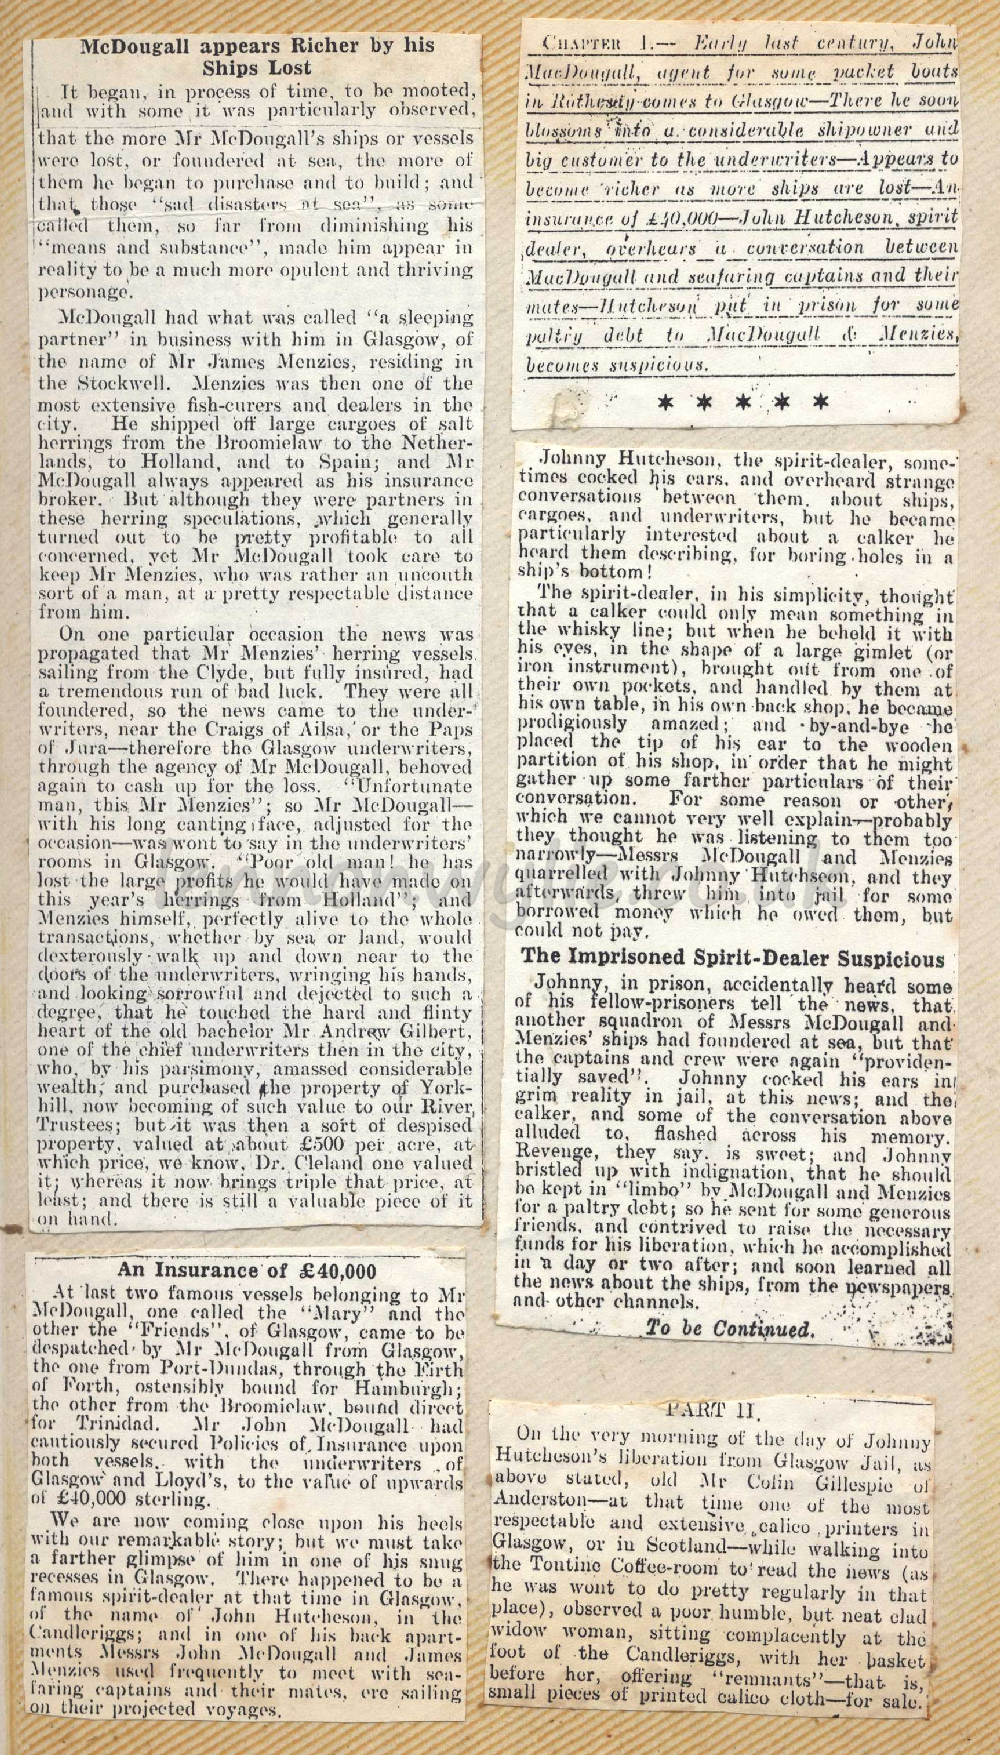 McDougall appears Richer by his
Ships Lost
It began, in process of time, to be mooted,
and with some it was particularly observed,
that the more Mr McDougall's ships or vessels
were lost, or foundered at sea, the more of
them he began to purchase and to build; and
that those "sad disasters at sea", as some
called them, so far from diminishing his
"means and substance", made him appear in
reality to be a much more opulent and thriving
personage.
McDougall had what was called "a sleeping
partner" in business with him in Glasgow, of
the name of Mr James Menzies, residing in
the Stockwell. Menzies was then one of the
most extensive fish-curers and dealers in the
city. He shipped off large cargoes of salt
herrings from the Broomielaw to the Nether-
lands, to Holland, and to Spain; and Mr
McDougall always appeared as his insurance
broker. But although they were partners in
these herring speculations, which generally
turned out to be pretty profitable to all
concerned, yet Mr McDougall took care to
keep Mr Menzies, who was rather an uncouth
sort of a man, at a pretty respectable distance
from him.
On one particular occasion the news was
propagated that Mr Menzies' herring vessels
sailing from the Clyde, but fully insured, had
a tremendous run of bad luck. They were all
foundered, so the news came to the under-
writers, near the Craigs of Ailsa, or the Paps
of Jura—therefore the Glasgow underwriters,
through the agency of Mr McDougall, behoved
again to cash up for the loss. "Unfortunate
man, this Mr Menzies"; so Mr McDougall—
with his long canting face, adjusted for the
occasion—was wont to say in the underwriters'
rooms in Glasgow. "Poor old man! he has
lost the large profits he would have made on
this year's herrings from Holland"; and
Menzies himself, perfectly alive to the whole
transactions, whether by sea or land, would
dexterously walk up and down near to the
doors of the underwriters, wringing his hands,
and looking sorrowful and dejected to such a
degree, that he touched the hard and flinty
heart of the old bachelor Mr Andrew Gilbert,
one of the chief underwriters then in the city,
who, by his parsimony, amassed considerable
wealth, and purchased the property of York-
hill, now becoming of such value to our River
Trustees; but it was then a sort of despised
property, valued at about £500 per acre, at
which price, we know, Dr. Cleland one valued
it; whereas it now brings triple that price, at
least; and there is still a valuable piece of it
on hand.
An Insurance of £40,000
At last two famous vessels belonging to Mr
McDougall, one called the "Mary" and the
other the "Friends", of Glasgow, came to be
despatched by Mr McDougall from Glasgow,
the one from Port-Dundas, through the Firth
of Forth, ostensibly bound for Hamburgh;
the other from the Broomielaw, bound direct
for Trinidad. Mr John McDougall had
cautiously secured Policies of Insurance upon
both vessels, with the underwriters of
Glasgow and Lloyd's, to the value of upwards
of £40,000 sterling.
We are now coming close upon his heels
with our remarkable story; but we must take
a farther glimpse of him in one of his snug
recesses in Glasgow. There happened to be a
famous spirit-dealer at that time in Glasgow,
of the name of John Hutcheson, in the
Candleriggs; and in one of his back apart-
ments Messrs John McDougall and James
Menzies used frequently to meet with sea-
faring captains and their mates, ere sailing
on their projected voyages.
CHAPTER I.— Early last century, John
MacDougall, agent for some packet boats
in Rothesay comes to Glasgow—There he soon
blossoms into a considerable shipowner and
big customer to the underwriters—Appears to
become richer as more ships are lost—An
insurance of £40,000—John Hutcheson, spirit
dealer, overhears a conversation between
MacDougall and seafaring captains and their
mates—Hutcheson put in prison for some
paltry debt to MacDougall & Menzies,
becomes suspicious.
* * * * *
Johnny Hutcheson, the spirit-dealer, some-
times cocked his ears, and overheard strange
conversations between them, about ships,
cargoes, and underwriters, but he became
particularly interested about a calker he
heard them describing, for boring holes in a
ship's bottom!
The spirit-dealer, in his simplicity, thought
that a calker could only mean something in
the whisky line; but when he beheld it with
his eyes, in the shape of a large gimlet (or
iron instrument), brought out from one of
their own pockets, and handled by them at
his own table, in his own back shop, he became
prodigiously amazed; and by-and-bye he
placed the tip of his ear to the wooden
partition of his shop, in order that he might
gather up some farther particulars of their
conversation. For some reason or other,
which we cannot very well explain—probably
they thought he was listening to them too
narrowly—Messrs McDougall and Menzies
quarrelled with Johnny Hutcheson, and they
afterwards threw him into jail for some
borrowed money which he owed them, but
could not pay.
The Imprisoned Spirit-Dealer Suspicious
Johnny, in prison, accidentally heard some
of his fellow-prisoners tell the news, that
another squadron of Messrs McDougall and
Menzies' ships had foundered at sea, but that
the captains and crew were again "providen-
tially saved". Johnny cocked his ears in
grim reality in jail, at this news; and the
calker, and some of the conversation above
alluded to, flashed across his memory.
Revenge, they say, is sweet; and Johnny
bristled up with indignation, that he should
be kept in "limbo" by McDougall and Menzies
for a paltry debt; so he sent for some generous
friends, and contrived to raise the necessary
funds for his liberation, which he accomplished
in a day or two after; and soon learned all
the news about the ships, from the newspapers
and other channels.
To be Continued.
PART II.
On the very morning of the day of Johnny
Hutcheson's liberation from Glasgow Jail, as
above stated, old Mr Colin Gillespie of
Anderston—at that time one of the most
respectable and extensive calico printers in
Glasgow, or in Scotland—while walking into
the Tontine Coffee-room to read the news (as
he was wont to do pretty regularly in that
place), observed a poor humble, but neat clad
widow woman, sitting complacently at the
foot of the Candleriggs, with her basket
before her, offering "remnants"—that is,
small pieces of printed calico cloth—for sale.